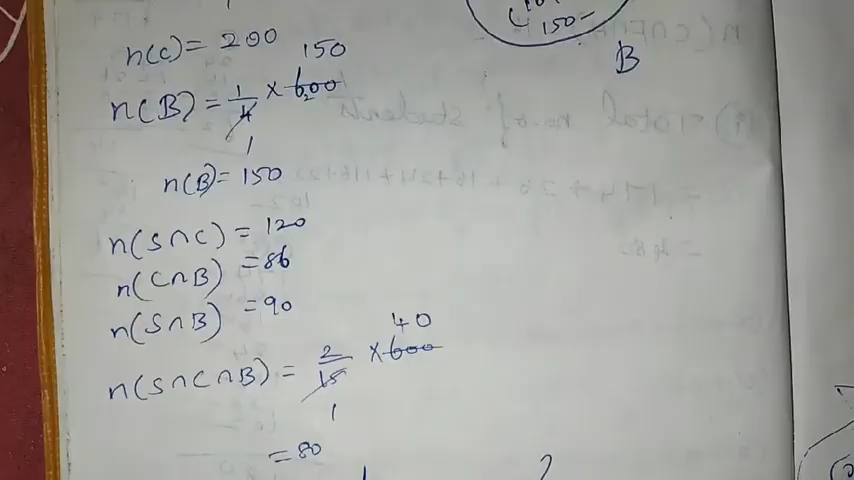 150-
B
n(C) = 200
150
n(B) = 1/4 × 600
1
n(B) = 150
n(S∩C) = 120
n(C∩B) = 86
n(S∩B) = 90
40
n(S∩C∩B) = 2/15 × 600
1
= 80